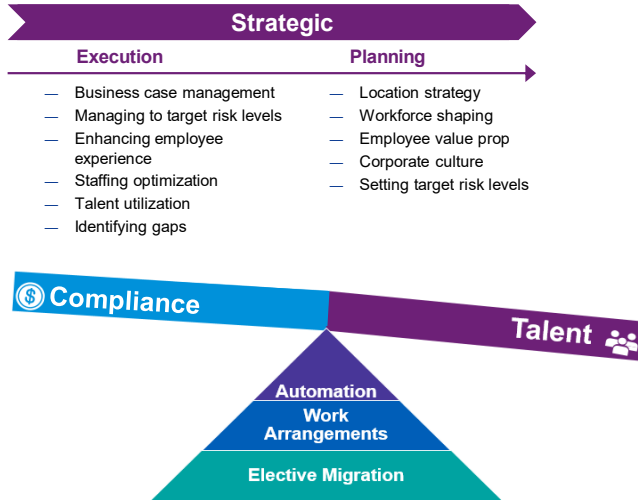 Strategic
Execution
Planning
— Business case management
— Managing to target risk levels
— Enhancing employee
experience
— Staffing optimization
— Talent utilization
— Identifying gaps
— Location strategy
— Workforce shaping
— Employee value prop
— Corporate culture
— Setting target risk levels
$ Compliance
Talent
Automation
Work
Arrangements
Elective Migration